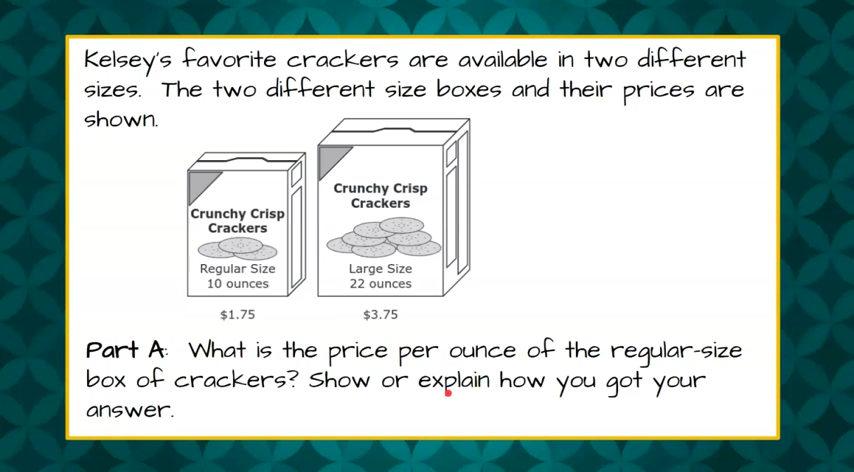 Kelsey's favorite crackers are available in two different
sizes. The two different size boxes and their prices are
shown.
Crunchy Crisp
Crackers
Regular Size
10 ounces
$1.75
Crunchy Crisp
Crackers
Large Size
22 ounces
$3.75
Part A: What is the price per ounce of the regular-size
box of crackers? Show or explain how you got your
answer.